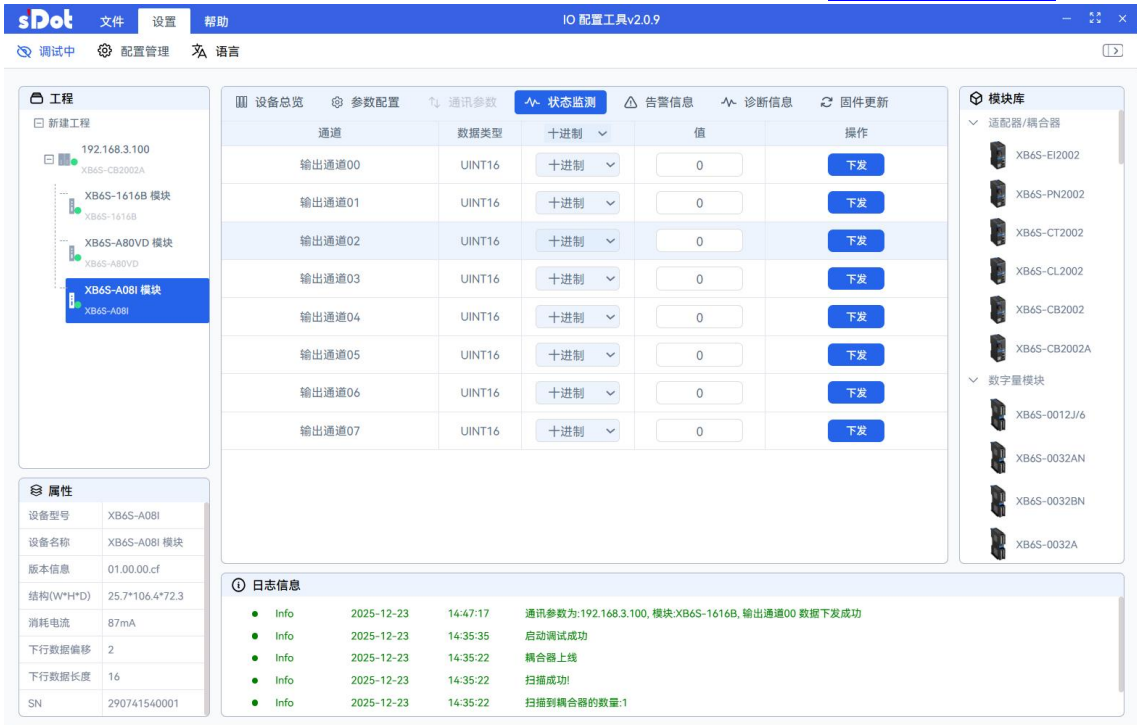 sDot 文件 设置 帮助 IO 配置工具v2.0.9
调试中 配置管理 语言
工程
新建工程
192.168.3.100
XB6S-CB2002A
XB6S-1616B 模块
XB6S-1616B
XB6S-A80VD 模块
XB6S-A80VD
XB6S-A08I 模块
XB6S-A08I
属性
设备型号 XB6S-A08I
设备名称 XB6S-A08I 模块
版本信息 01.00.00.cf
结构(W*H*D) 25.7*106.4*72.3
消耗电流 87mA
下行数据偏移 2
下行数据长度 16
SN 290741540001
设备总览 参数配置 通讯参数 状态监测 告警信息 诊断信息 固件更新
通道 数据类型 十进制 值 操作
输出通道00 UINT16 十进制 0 下发
输出通道01 UINT16 十进制 0 下发
输出通道02 UINT16 十进制 0 下发
输出通道03 UINT16 十进制 0 下发
输出通道04 UINT16 十进制 0 下发
输出通道05 UINT16 十进制 0 下发
输出通道06 UINT16 十进制 0 下发
输出通道07 UINT16 十进制 0 下发
日志信息
Info 2025-12-23 14:47:17 通讯参数为:192.168.3.100, 模块:XB6S-1616B, 输出通道00 数据下发成功
Info 2025-12-23 14:35:35 启动调试成功
Info 2025-12-23 14:35:22 耦合器上线
Info 2025-12-23 14:35:22 扫描成功!
Info 2025-12-23 14:35:22 扫描到耦合器的数量:1
模块库
适配器/耦合器
XB6S-EI2002
XB6S-PN2002
XB6S-CT2002
XB6S-CL2002
XB6S-CB2002
XB6S-CB2002A
数字量模块
XB6S-0012J/6
XB6S-0032AN
XB6S-0032BN
XB6S-0032A